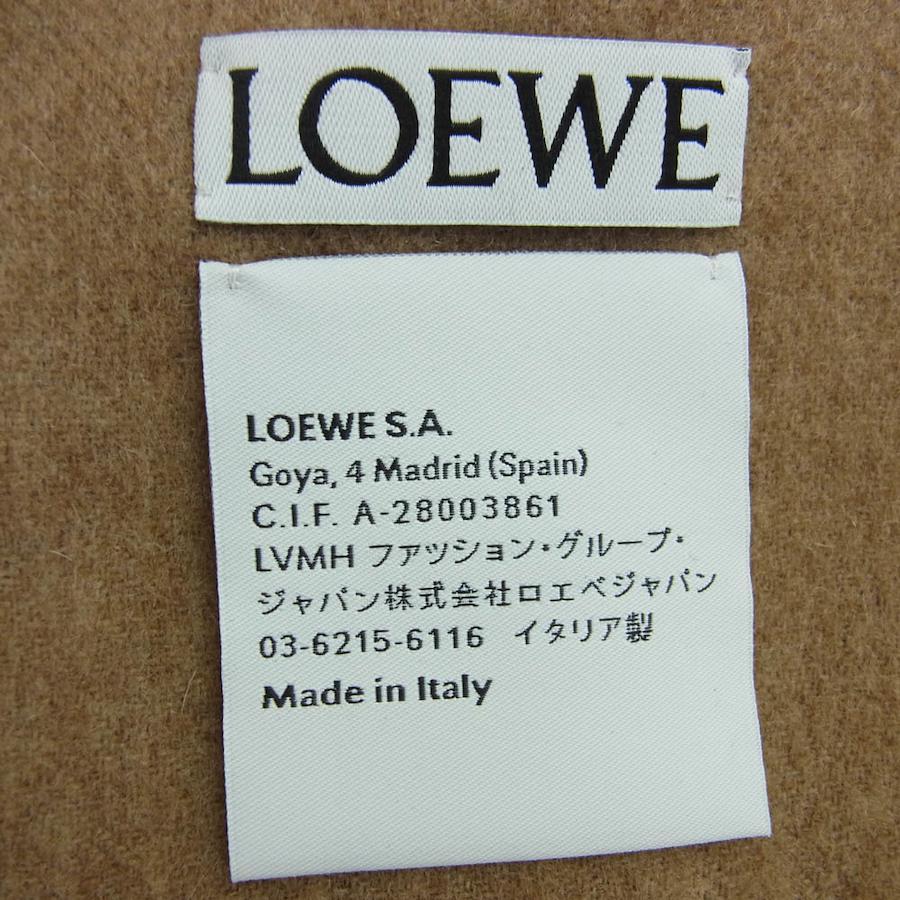 LOEWE
LOEWE S.A.
Goya, 4 Madrid (Spain)
C.I.F. A-28003861
LVMH ファッション・グループ・
ジャパン株式会社ロエベジャパン
03-6215-6116 イタリア製
Made in Italy